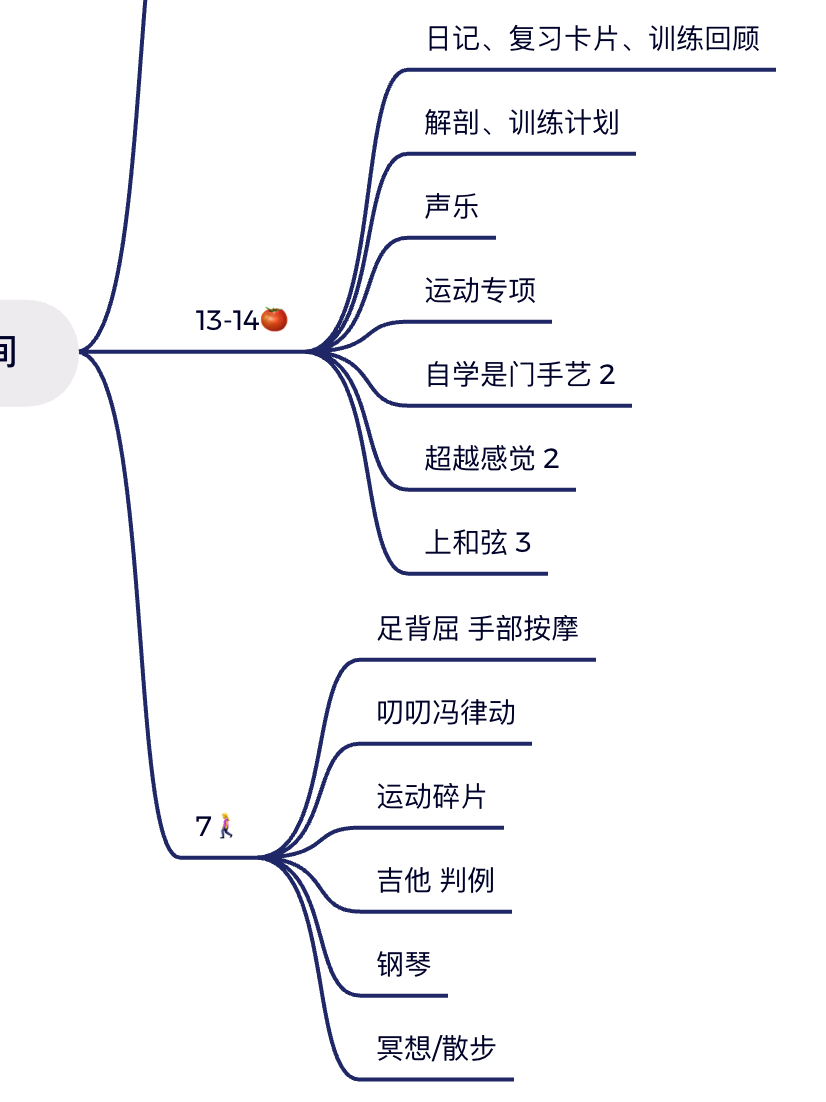 日记、复习卡片、训练回顾
解剖、训练计划
声乐
运动专项
13-14🍅
自学是门手艺 2
超越感觉 2
上和弦 3
足背屈 手部按摩
叨叨冯律动
运动碎片
7🚶‍♀️
吉他 判例
钢琴
冥想/散步